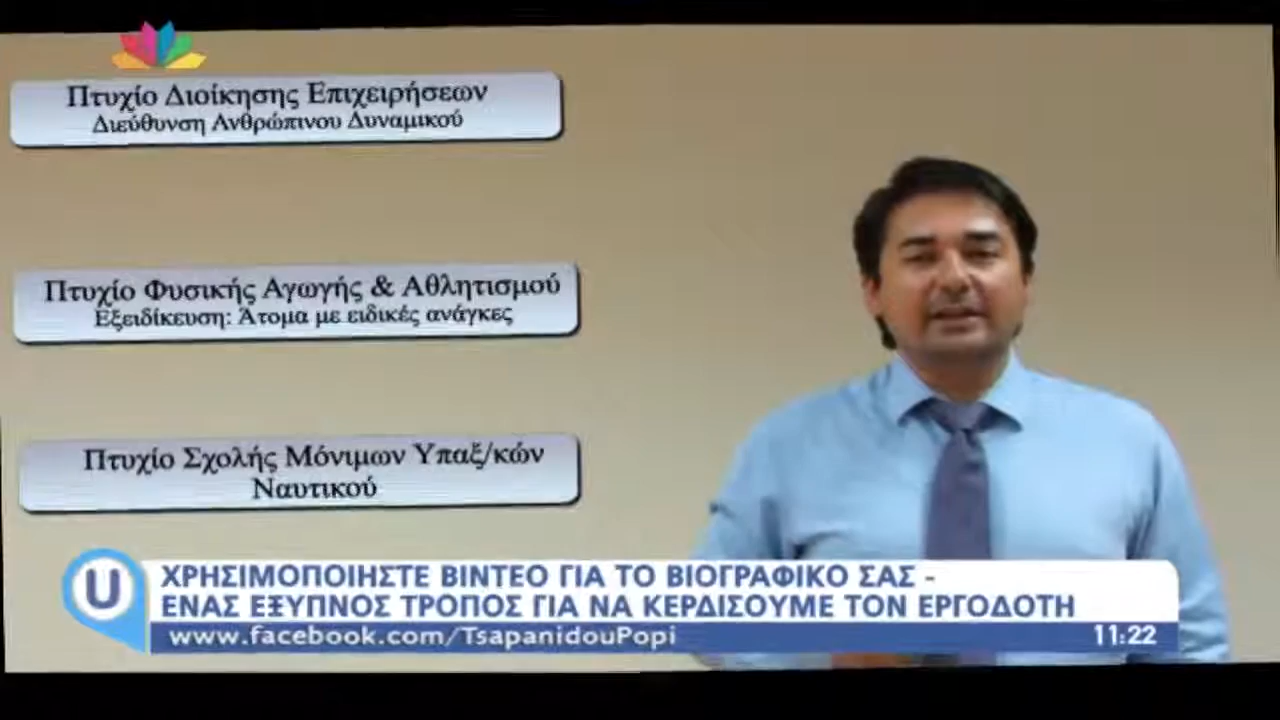 Πτυχίο Διοίκησης Επιχειρήσεων
Διεύθυνση Ανθρώπινου Δυναμικού
Πτυχίο Φυσικής Αγωγής & Αθλητισμού
Εξειδίκευση: Άτομα με ειδικές ανάγκες
Πτυχίο Σχολής Μόνιμων Υπαξ/κών
Ναυτικού
U
ΧΡΗΣΙΜΟΠΟΙΗΣΤΕ ΒΙΝΤΕΟ ΓΙΑ ΤΟ ΒΙΟΓΡΑΦΙΚΟ ΣΑΣ -
ΕΝΑΣ ΕΞΥΠΝΟΣ ΤΡΟΠΟΣ ΓΙΑ ΝΑ ΚΕΡΔΙΣΟΥΜΕ ΤΟΝ ΕΡΓΟΔΟΤΗ
www.facebook.com/TsapanidouPopi
11:22